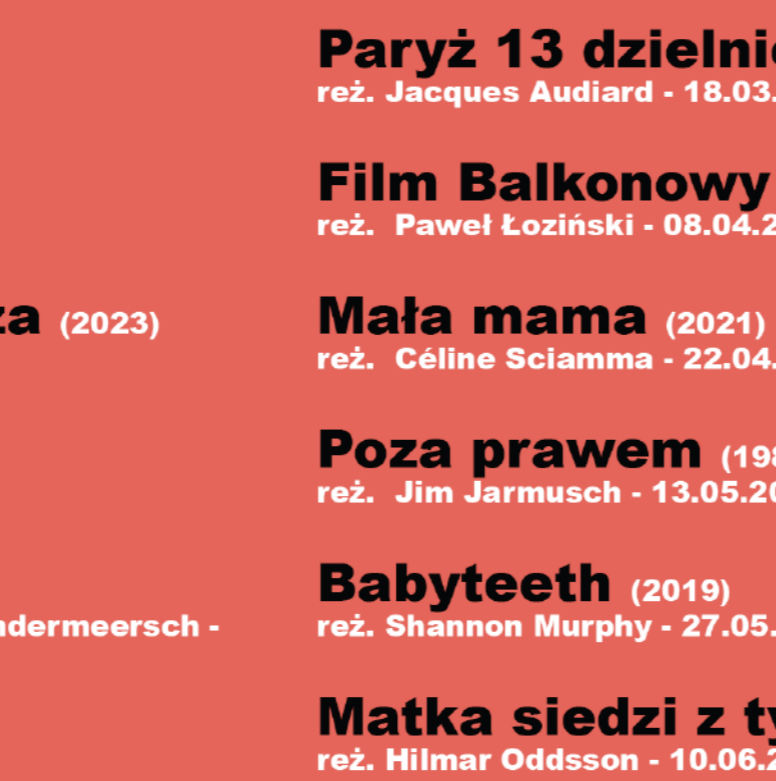 za (2023)
ndermeersch -
Paryż 13 dzielni
reż. Jacques Audiard - 18.03.
Film Balkonowy
reż. Paweł Łoziński - 08.04.2
Mała mama (2021)
reż. Céline Sciamma - 22.04.
Poza prawem (198
reż. Jim Jarmusch - 13.05.20
Babyteeth (2019)
reż. Shannon Murphy - 27.05.
Matka siedzi z ty
reż. Hilmar Oddsson - 10.06.2